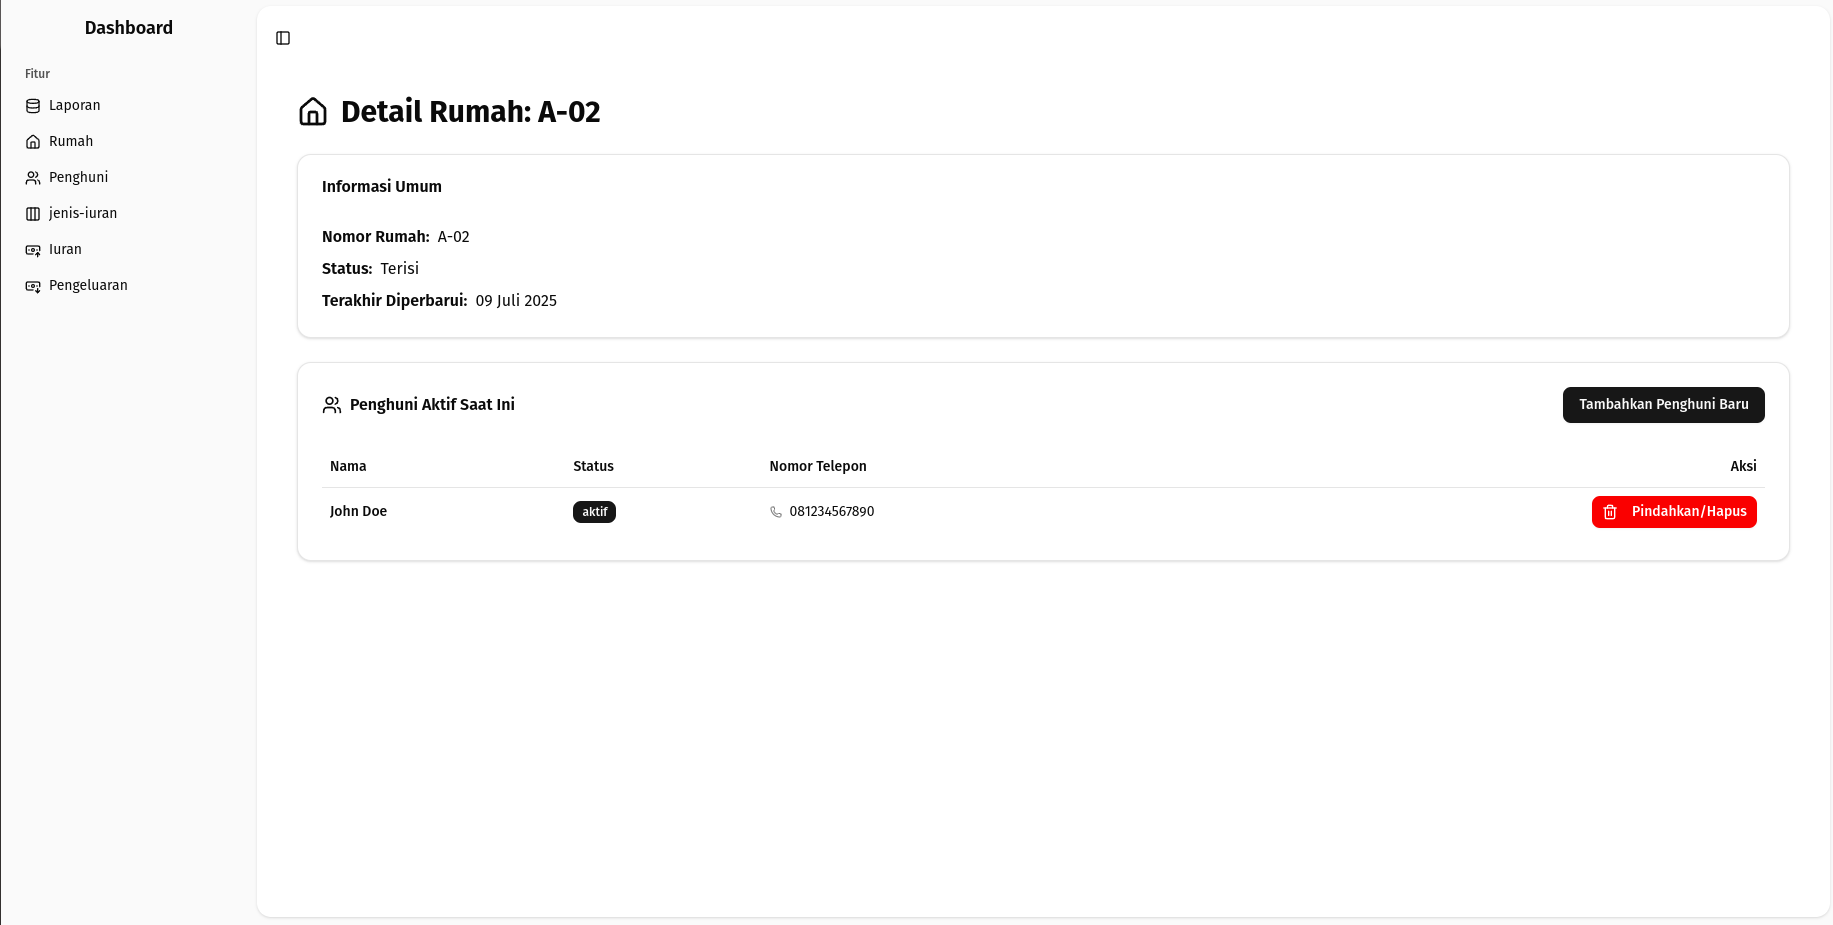 Dashboard
Fitur
Laporan
Rumah
Penghuni
jenis-iuran
Iuran
Pengeluaran
Detail Rumah: A-02
Informasi Umum
Nomor Rumah: A-02
Status: Terisi
Terakhir Diperbarui: 09 Juli 2025
Penghuni Aktif Saat Ini
Tambahkan Penghuni Baru
Nama Status Nomor Telepon Aksi
John Doe aktif 081234567890 Pindahkan/Hapus